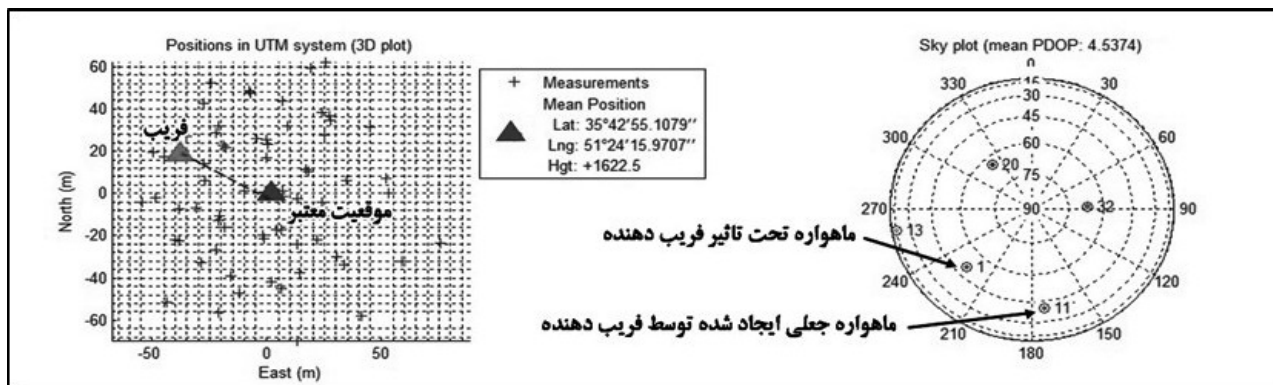 Positions in UTM system (3D plot)
60
40
20
0
-20
-40
-60
North (m)
-50
0
50
East (m)
فریب
موقعیت معتبر
Measurements
Mean Position
Lat: 35°42′55.1079′′
Lng: 51°24′15.9707′′
Hgt: +1622.5
Sky plot (mean PDOP: 4.5374)
0
30
60
90
120
150
180
210
240
270
300
330
15
30
45
60
75
90
20
32
13
1
11
ماهواره تحت تاثیر فریب دهنده
ماهواره جعلی ایجاد شده توسط فریب دهنده